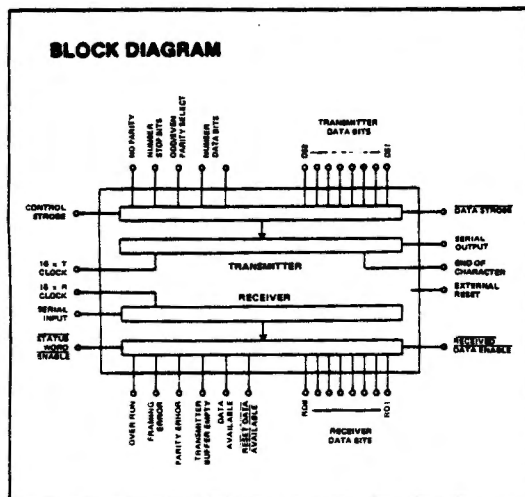 BLOCK DIAGRAM
NO PARITY
NUMBER
STOP BITS
ODD/EVEN
PARITY SELECT
NUMBER
DATA BITS
TRANSMITTER
DATA BITS
DB8
DB1
CONTROL
STROBE
DATA STROBE
SERIAL
OUTPUT
16 x T
CLOCK
TRANSMITTER
END OF
CHARACTER
16 x R
CLOCK
RECEIVER
EXTERNAL
RESET
SERIAL
INPUT
STATUS
WORD
ENABLE
RECEIVED
DATA ENABLE
OVER RUN
FRAMING
ERROR
PARITY ERROR
TRANSMITTER
BUFFER EMPTY
DATA
AVAILABLE
RESET DATA
AVAILABLE
RD8
RD1
RECEIVER
DATA BITS